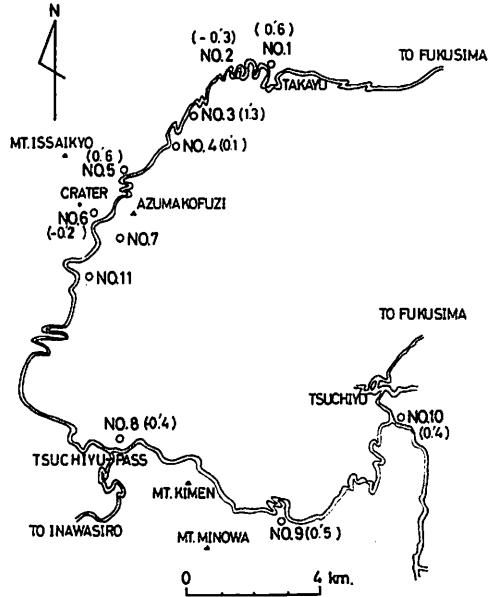 N
(0.′6)
(-0.′3)
NO.1
NO.2
TO FUKUSIMA
TAKAYU
NO.3(1.′3)
NO.4(0.′1)
MT.ISSAIKYO
(0.′6)
NO.5
CRATER
NO.6
(-0.′2)
AZUMAKOFUZI
NO.7
NO.11
TO FUKUSIMA
TSUCHIYU
NO.10
(0.′4)
NO.8(0.′4)
TSUCHIYU-PASS
MT.KIMEN
TO INAWASIRO
NO.9(0.′5)
MT.MINOWA
0 4 km.